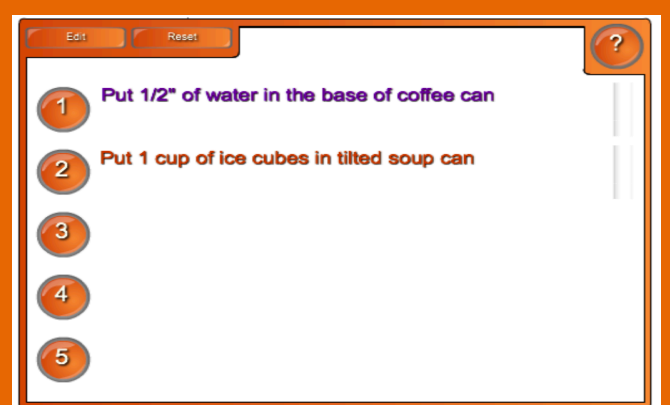 Edit
Reset
?
1
Put 1/2" of water in the base of coffee can
2
Put 1 cup of ice cubes in tilted soup can
3
4
5